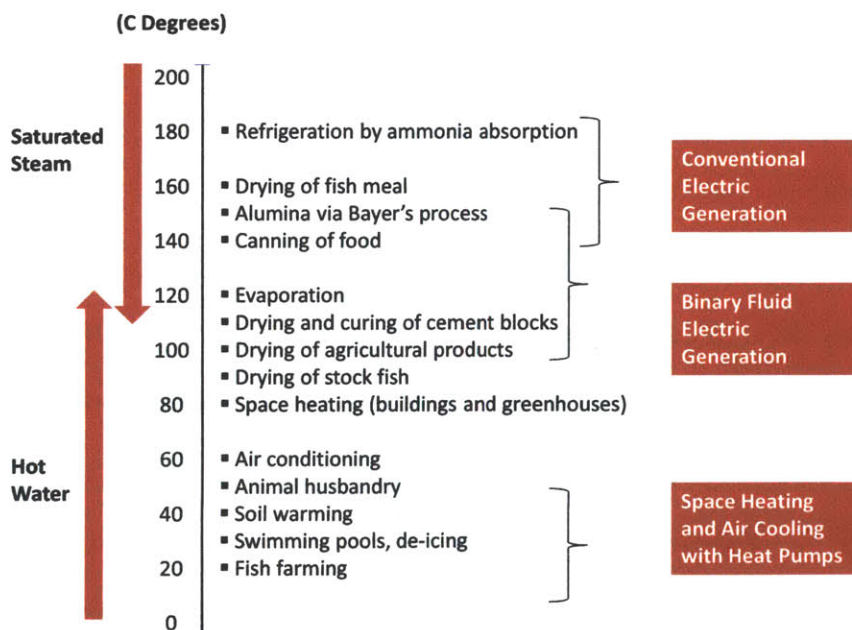 (C Degrees)
200
Saturated
Steam
180
▪ Refrigeration by ammonia absorption
160
▪ Drying of fish meal
▪ Alumina via Bayer's process
140
▪ Canning of food
120
▪ Evaporation
▪ Drying and curing of cement blocks
100
▪ Drying of agricultural products
▪ Drying of stock fish
80
▪ Space heating (buildings and greenhouses)
Hot
Water
60
▪ Air conditioning
▪ Animal husbandry
40
▪ Soil warming
▪ Swimming pools, de-icing
20
▪ Fish farming
0
Conventional
Electric
Generation
Binary Fluid
Electric
Generation
Space Heating
and Air Cooling
with Heat Pumps